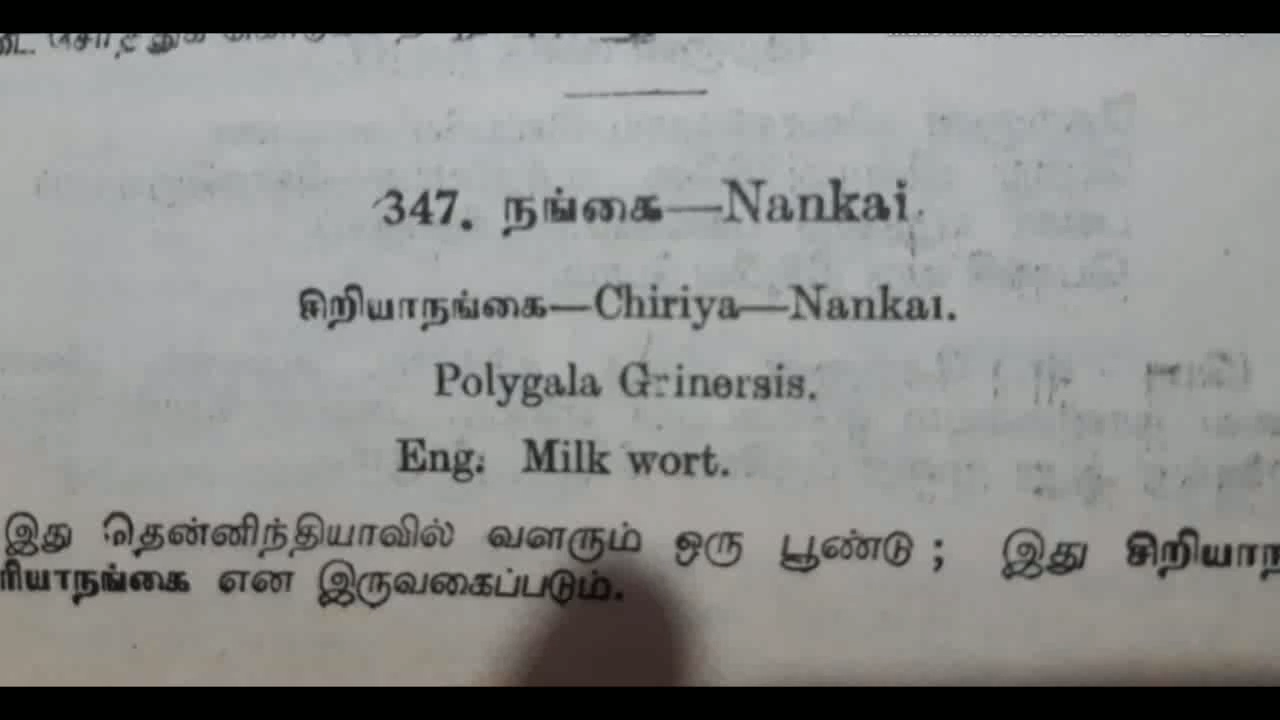 347. நங்கை—Nankai.
சிறியாநங்கை—Chiriya—Nankai.
Polygala Grinersis.
Eng: Milk wort.
இது தென்னிந்தியாவில் வளரும் ஒரு பூண்டு ; இது சிறியாந
ரியாநங்கை என இருவகைப்படும்.